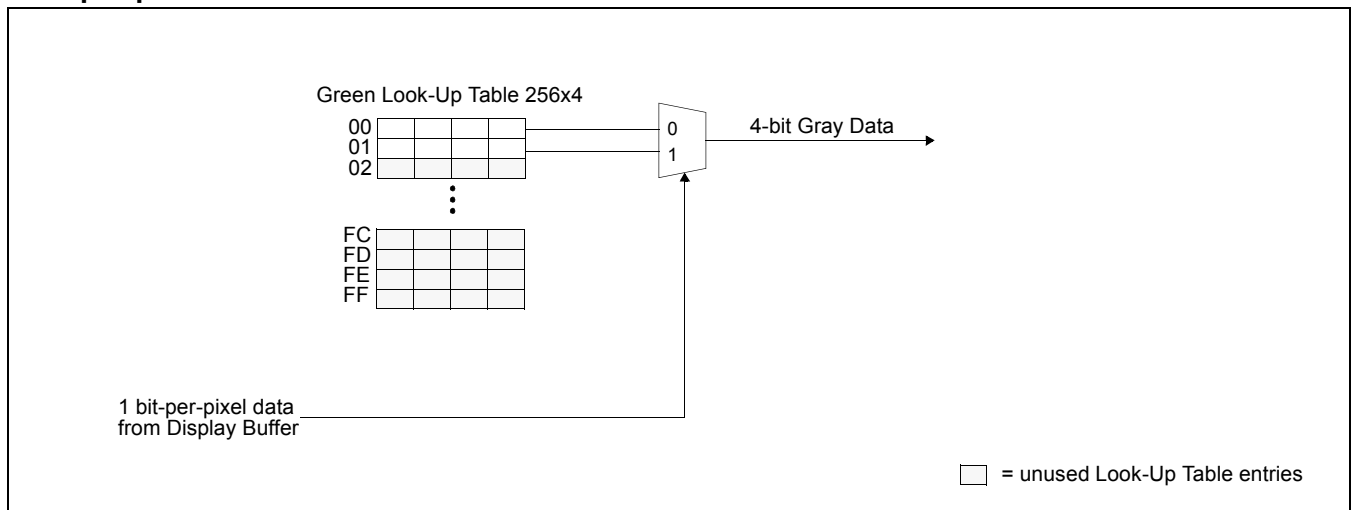 Green Look-Up Table 256x4
00
01
02
FC
FD
FE
FF
0
1
4-bit Gray Data
1 bit-per-pixel data
from Display Buffer
= unused Look-Up Table entries